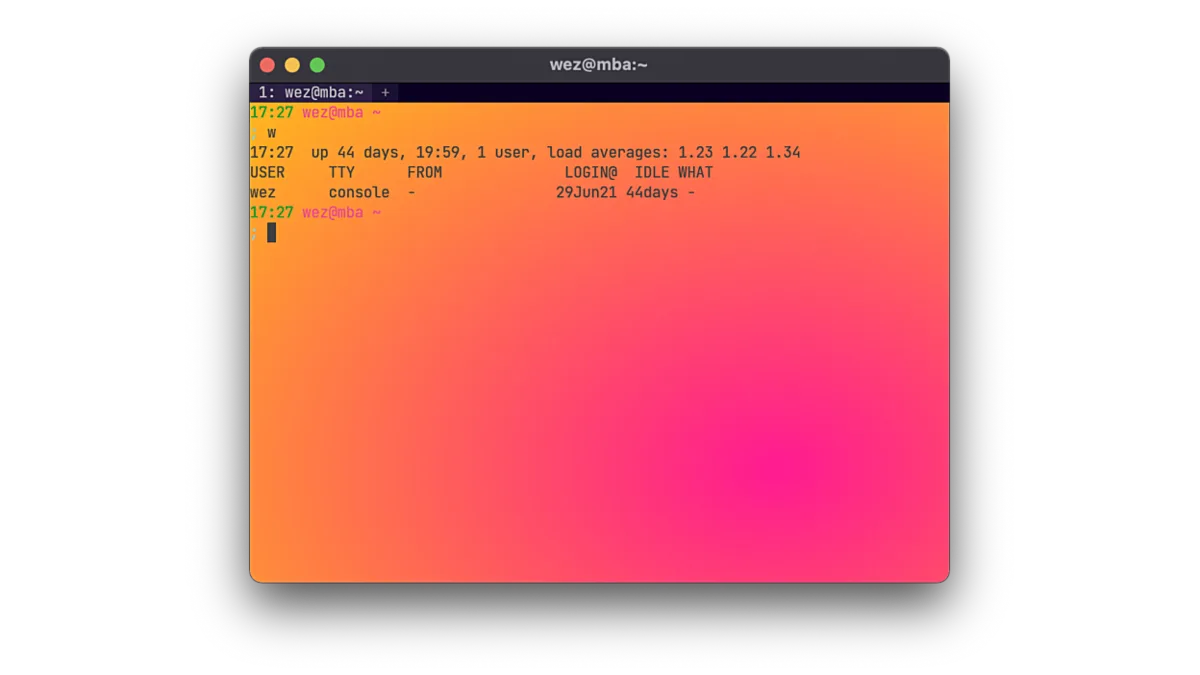 wez@mba:~
1: wez@mba:~ +
17:27 wez@mba ~
; w
17:27  up 44 days, 19:59, 1 user, load averages: 1.23 1.22 1.34
USER     TTY      FROM              LOGIN@  IDLE WHAT
wez      console  -                29Jun21 44days -
17:27 wez@mba ~
;